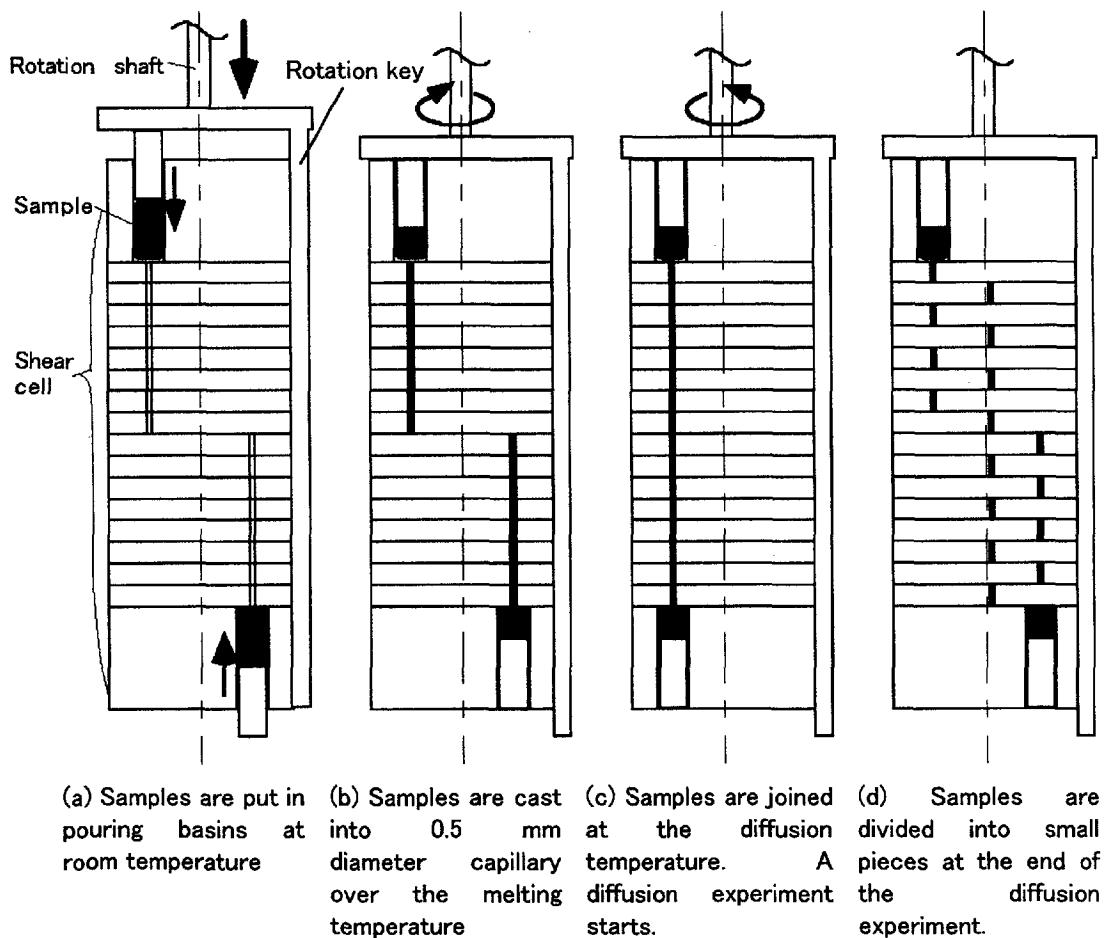 Rotation shaft
Rotation key
Sample
Shear
cell
(a) Samples are put in
pouring basins at
room temperature
(b) Samples are cast
into 0.5 mm
diameter capillary
over the melting
temperature
(c) Samples are joined
at the diffusion
temperature. A
diffusion experiment
starts.
(d) Samples are
divided into small
pieces at the end of
the diffusion
experiment.